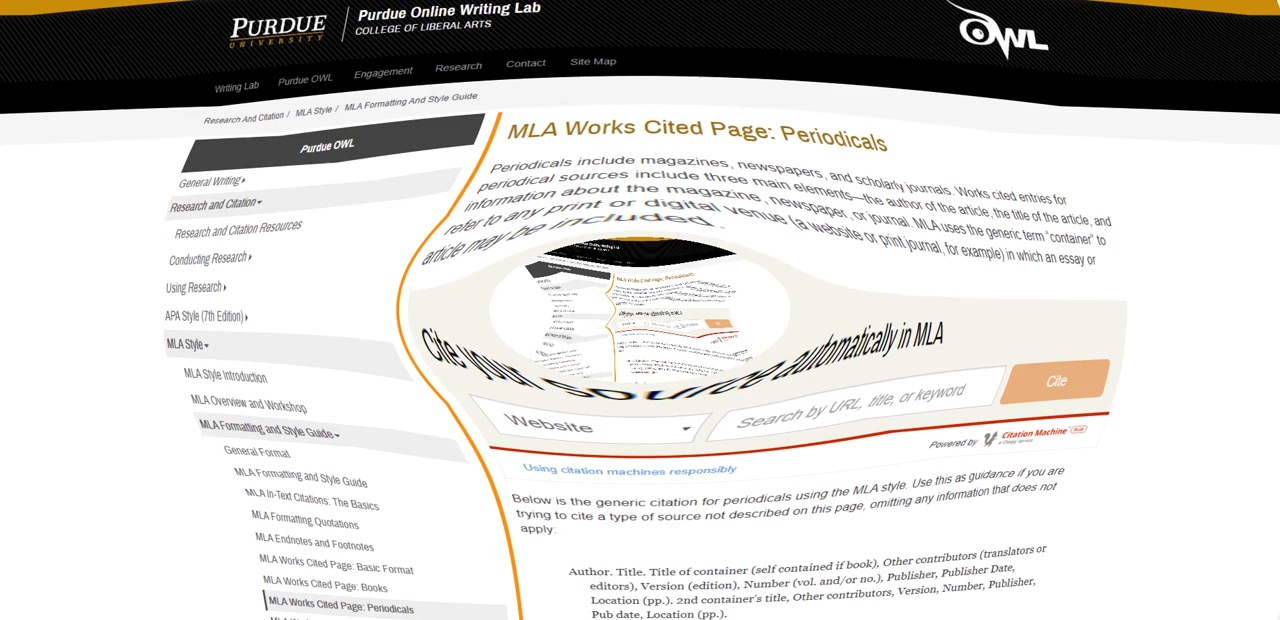 PURDUE
UNIVERSITY
Purdue Online Writing Lab
COLLEGE OF LIBERAL ARTS
OWL
Writing Lab
Purdue OWL
Engagement
Research
Contact
Site Map
Research And Citation /
MLA Style /
MLA Formatting And Style Guide
Purdue OWL
General Writing
Research and Citation
Research and Citation Resources
Conducting Research
Using Research
APA Style (7th Edition)
MLA Style
MLA Style Introduction
MLA Overview and Workshop
MLA Formatting and Style Guide
General Format
MLA Formatting and Style Guide
MLA In-Text Citations: The Basics
MLA Formatting Quotations
MLA Endnotes and Footnotes
MLA Works Cited Page: Basic Format
MLA Works Cited Page: Books
MLA Works Cited Page: Periodicals
MLA Works Cited Page: Periodicals
Periodicals include magazines, newspapers, and scholarly journals. Works cited entries for
periodical sources include three main elements—the author of the article, the title of the article, and
information about the magazine, newspaper, or journal. MLA uses the generic term “container” to
refer to any print or digital venue (a website or print journal, for example) in which an essay or
article may be included.
Cite your source automatically in MLA
Website
Search by URL, title, or keyword
Cite
Powered by
Citation Machine
PLUS
a Chegg service
Using citation machines responsibly
Below is the generic citation for periodicals using the MLA style. Use this as guidance if you are
trying to cite a type of source not described on this page, omitting any information that does not
apply:
Author. Title. Title of container (self contained if book), Other contributors (translators or
editors), Version (edition), Number (vol. and/or no.), Publisher, Publisher Date,
Location (pp.). 2nd container's title, Other contributors, Version, Number, Publisher,
Pub date, Location (pp.).